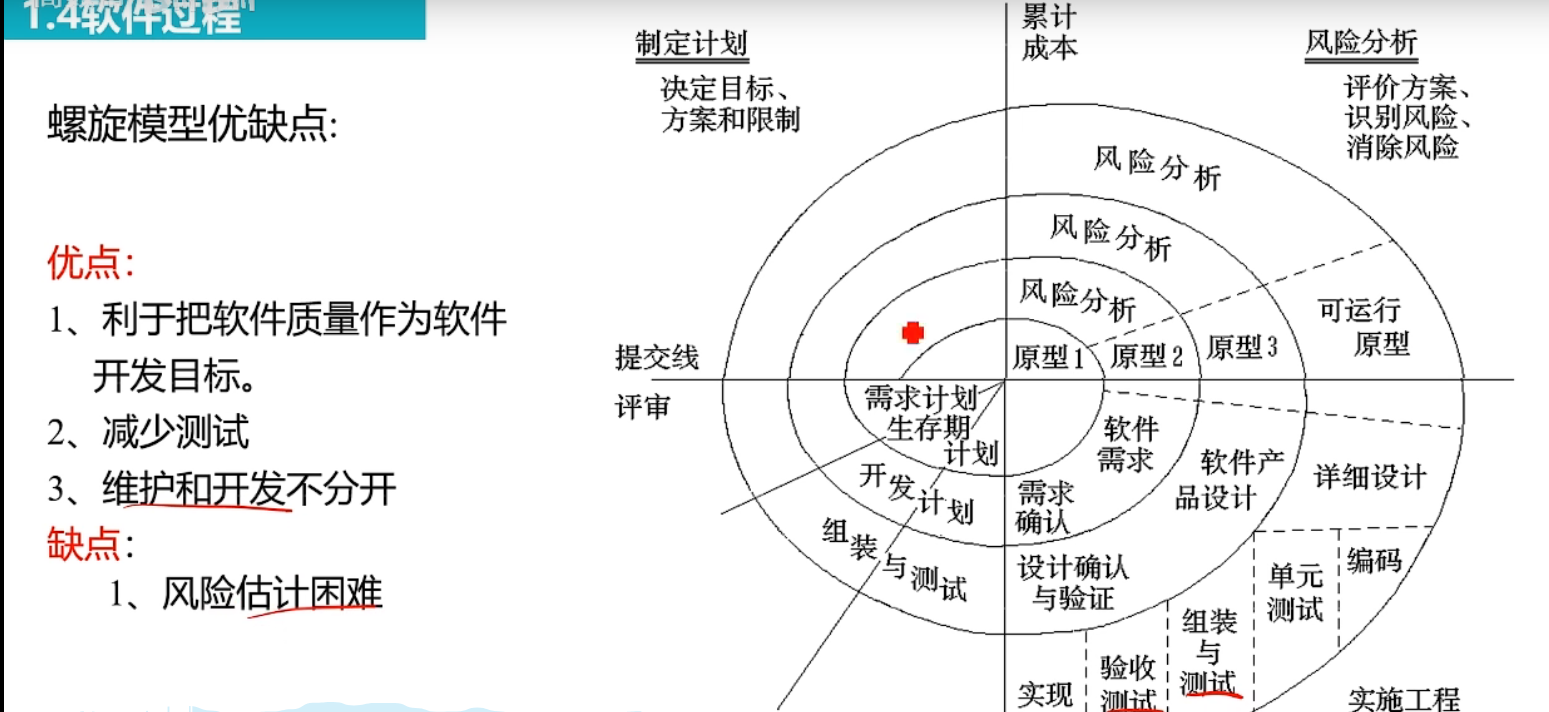 1.4软件过程
螺旋模型优缺点:
优点:
1、利于把软件质量作为软件
开发目标。
2、减少测试
3、维护和开发不分开
缺点:
1、风险估计困难
累计
成本
制定计划
决定目标、
方案和限制
风险分析
评价方案、
识别风险、
消除风险
风险分析
风险分析
风险分析
可运行
原型
原型1
原型2
原型3
提交线
评审
需求计划
生存期
计划
开发计划
组装与测试
软件
需求
需求
确认
软件产
品设计
设计确认
与验证
详细设计
编码
单元
测试
组装
与
测试
验收
测试
实现
实施工程